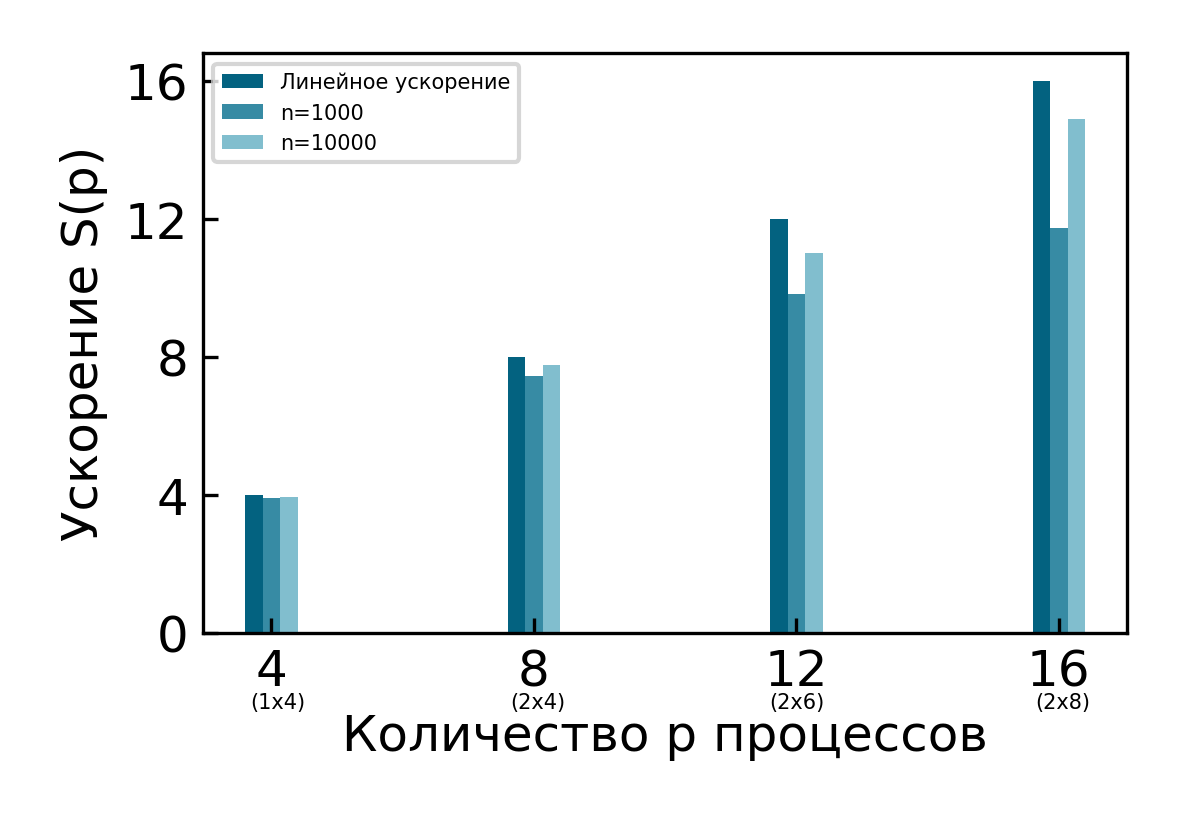 Линейное ускорение
n=1000
n=10000
Ускорение S(p)
16
12
8
4
0
4 8 12 16
(1x4) (2x4) (2x6) (2x8)
Количество p процессов